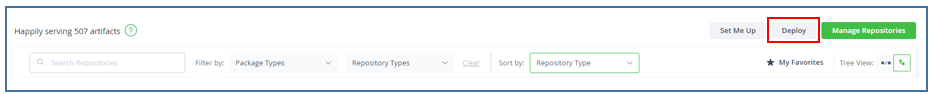 Happily serving 507 artifacts ? Set Me Up Deploy Manage Repositories
Search Repositories Filter by: Package Types Repository Types Clear Sort by: Repository Type My Favorites Tree View: